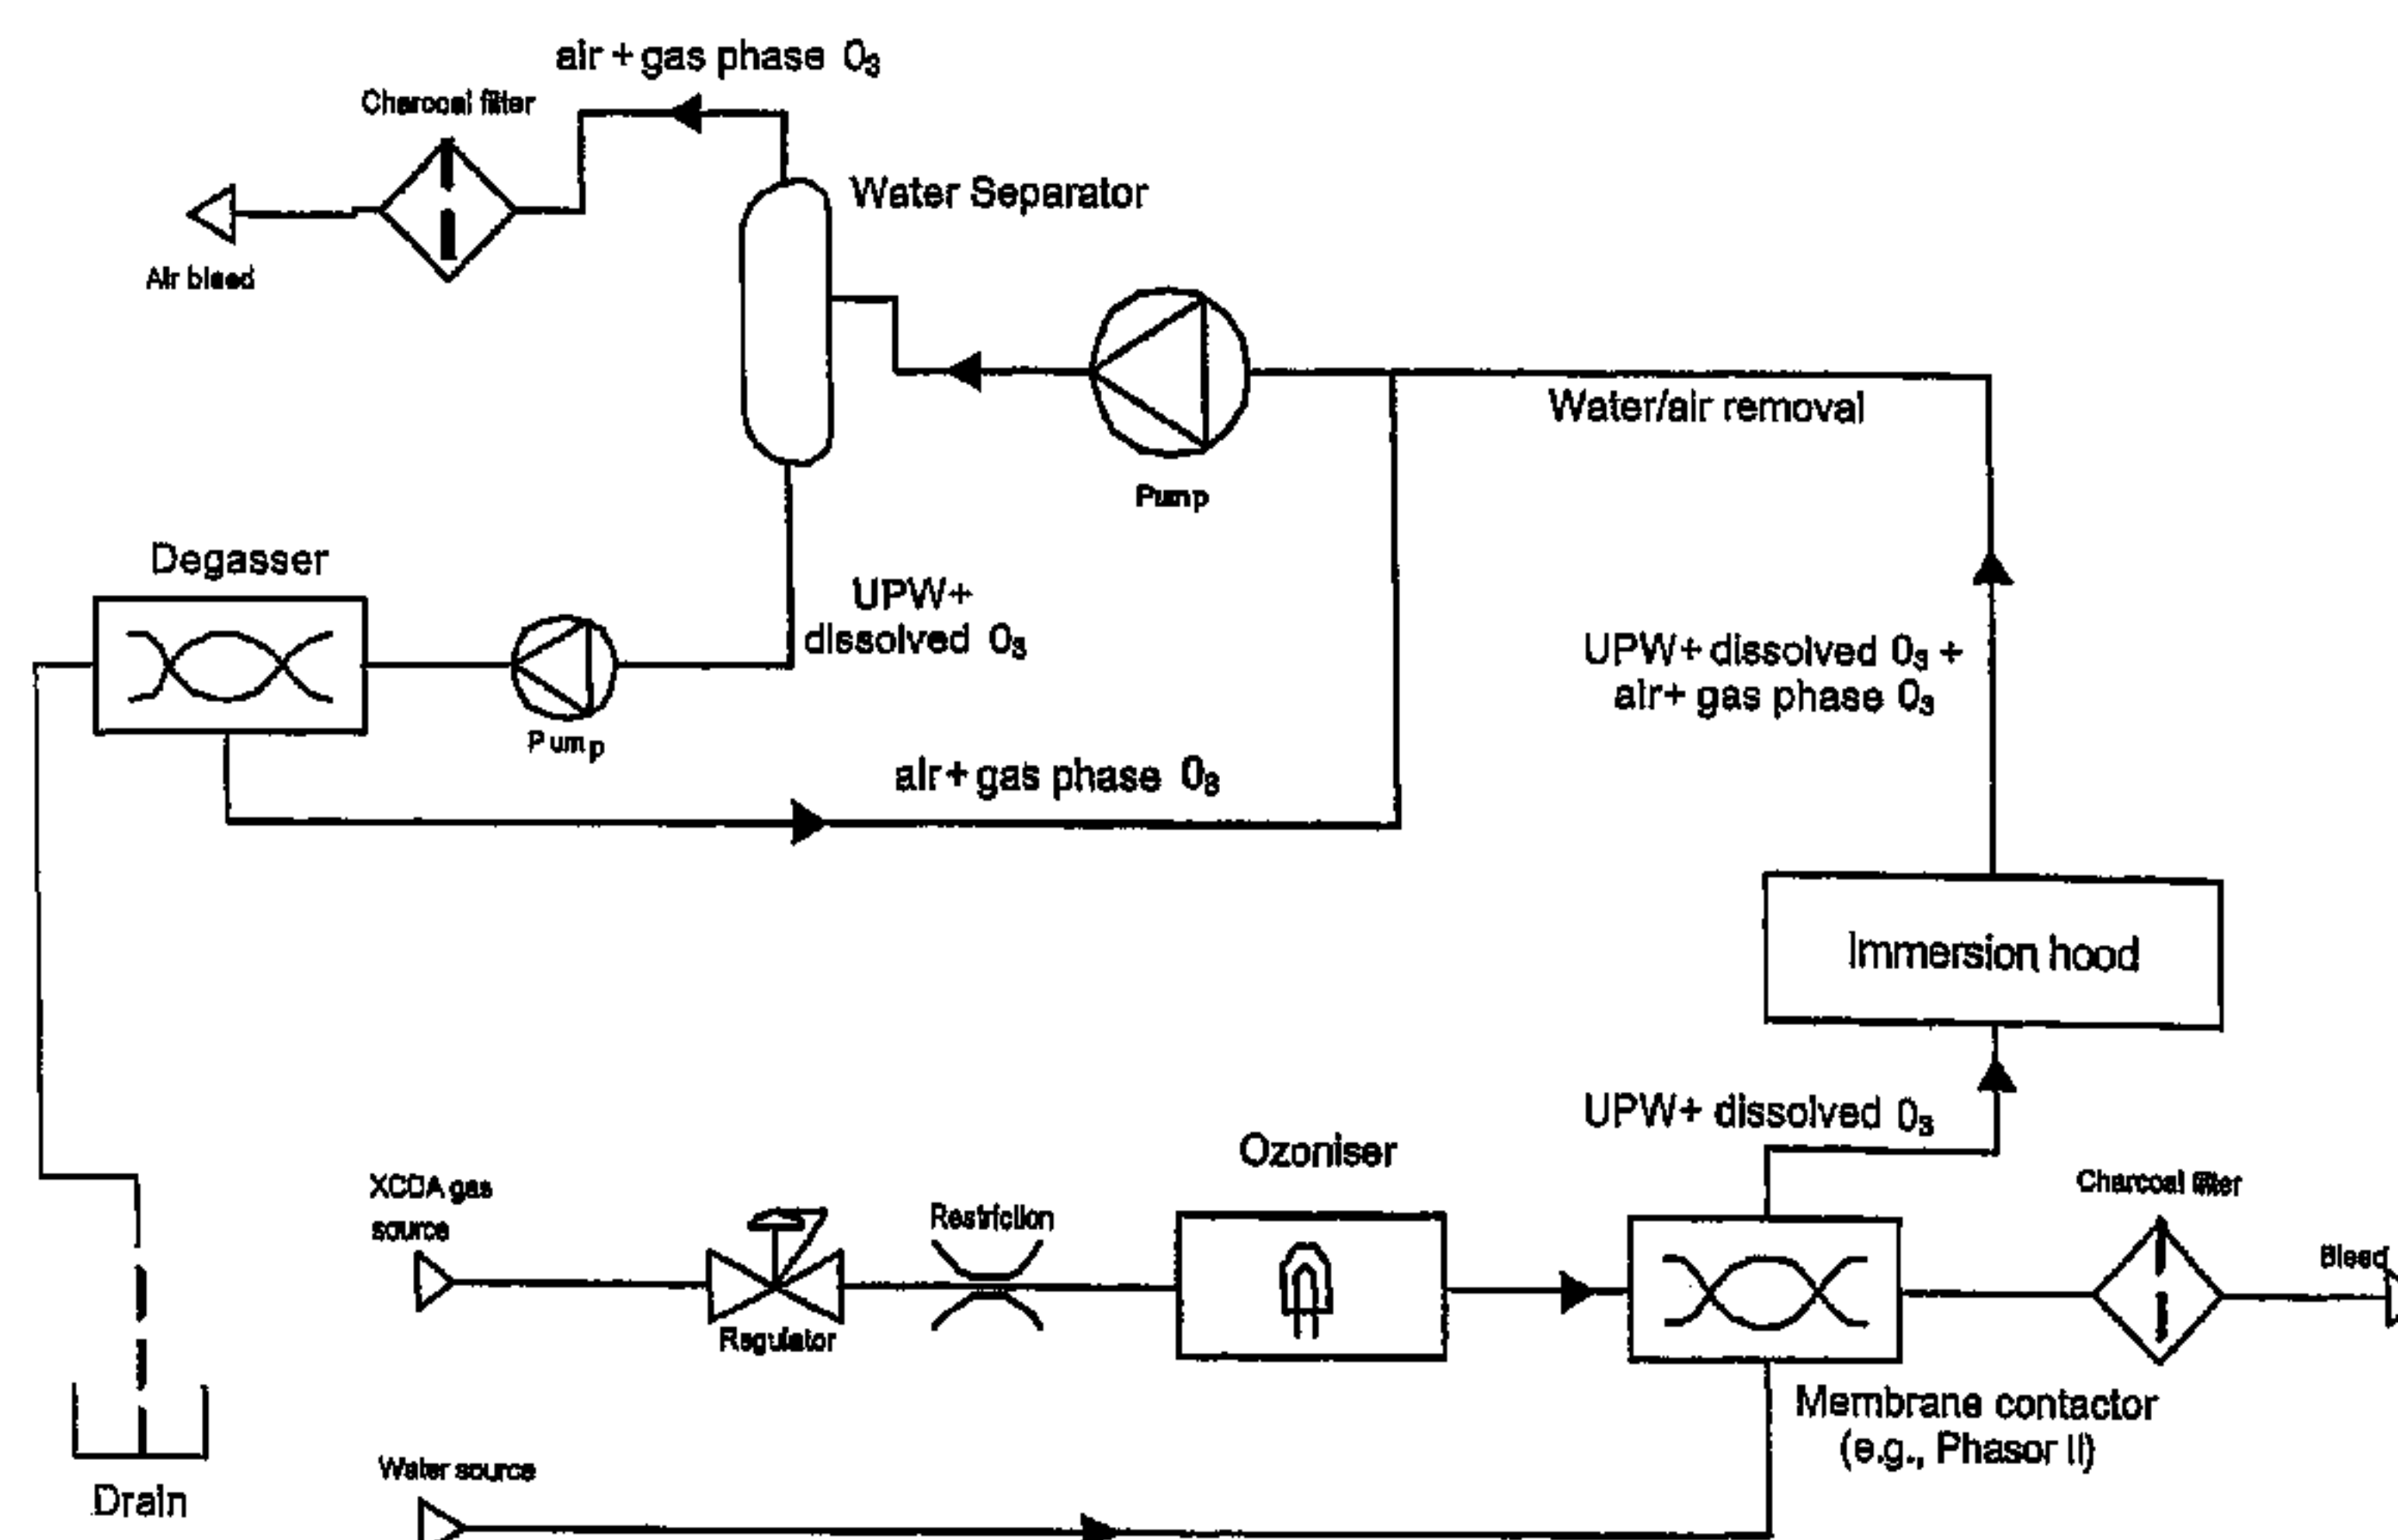 air + gas phase O3
Charcoal filter
Water Separator
Air bleed
Water/air removal
Pump
Degasser
UPW+
dissolved O3
UPW+ dissolved O3 +
air+ gas phase O3
Pump
air+ gas phase O3
Immersion hood
UPW+ dissolved O3
Ozoniser
XCDA gas
source
Charcoal filter
Restriction
Bleed
Regulator
Membrane contactor
(e.g., Phasor II)
Water source
Drain